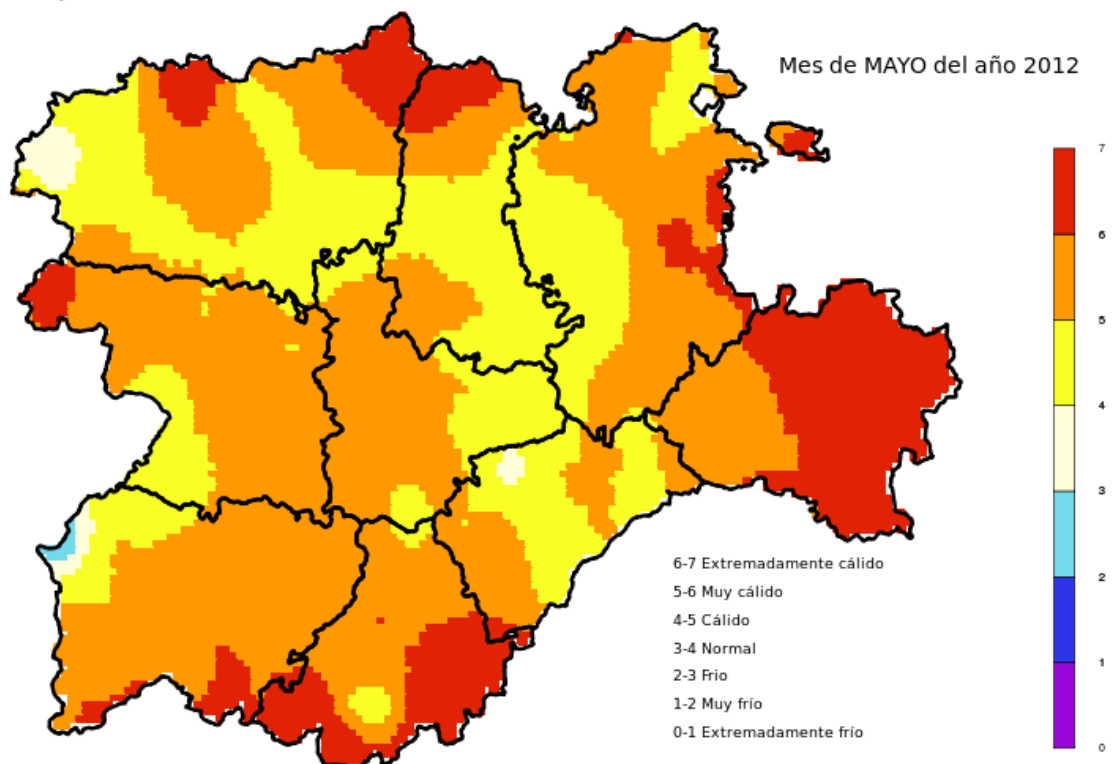 Mes de MAYO del año 2012
7
6
5
4
3
2
1
0
6-7 Extremadamente cálido
5-6 Muy cálido
4-5 Cálido
3-4 Normal
2-3 Frio
1-2 Muy frío
0-1 Extremadamente frío